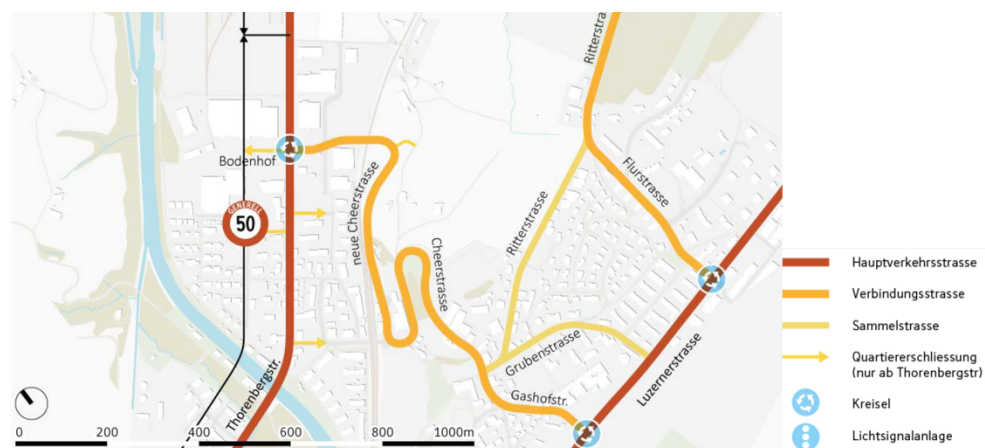 Ritterstr
Bodenhof
GENERELL
50
neue Cheerstrasse
Cheerstrasse
Ritterstrasse
Flurstrasse
Grubenstrasse
Gashofstr.
Luzernerstrasse
Thorenbergstr.
0 200 400 600 800 1000m
Hauptverkehrsstrasse
Verbindungsstrasse
Sammelstrasse
Quartiererschliessung
(nur ab Thorenbergstr)
Kreisel
Lichtsignalanlage